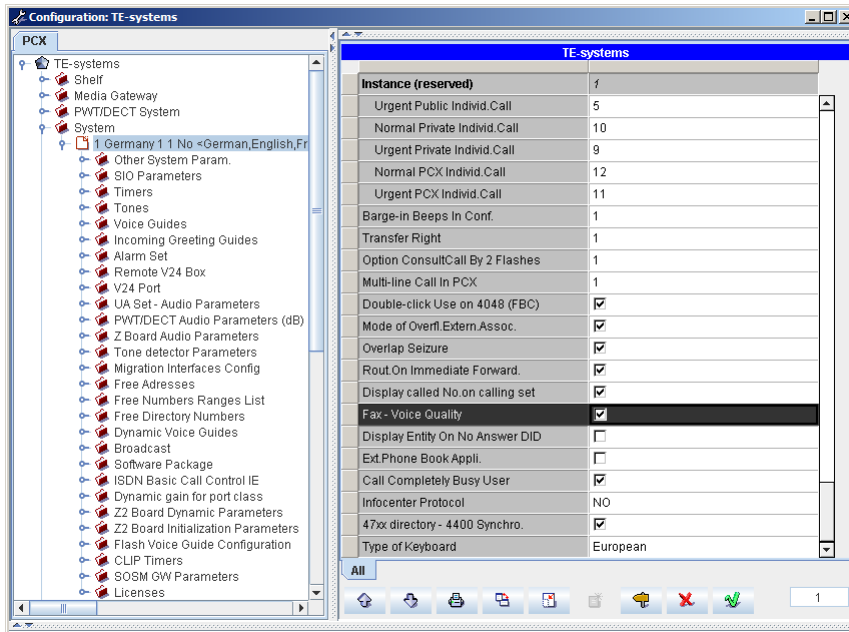 Configuration: TE-systems
PCX
TE-systems
Shelf
Media Gateway
PWT/DECT System
System
1 Germany 1 1 No <German,English,Fr
Other System Param.
SIO Parameters
Timers
Tones
Voice Guides
Incoming Greeting Guides
Alarm Set
Remote V24 Box
V24 Port
UA Set - Audio Parameters
PWT/DECT Audio Parameters (dB)
Z Board Audio Parameters
Tone detector Parameters
Migration Interfaces Config
Free Adresses
Free Numbers Ranges List
Free Directory Numbers
Dynamic Voice Guides
Broadcast
Software Package
ISDN Basic Call Control IE
Dynamic gain for port class
Z2 Board Dynamic Parameters
Z2 Board Initialization Parameters
Flash Voice Guide Configuration
CLIP Timers
SOSM GW Parameters
Licenses
TE-systems
Instance (reserved) 1
Urgent Public Individ.Call 5
Normal Private Individ.Call 10
Urgent Private Individ.Call 9
Normal PCX Individ.Call 12
Urgent PCX Individ.Call 11
Barge-in Beeps In Conf. 1
Transfer Right 1
Option ConsultCall By 2 Flashes 1
Multi-line Call In PCX 1
Double-click Use on 4048 (FBC)
Mode of Overfl.Extern.Assoc.
Overlap Seizure
Rout.On Immediate Forward.
Display called No.on calling set
Fax - Voice Quality
Display Entity On No Answer DID
Ext.Phone Book Appli.
Call Completely Busy User
Infocenter Protocol NO
47xx directory - 4400 Synchro.
Type of Keyboard European
All
1